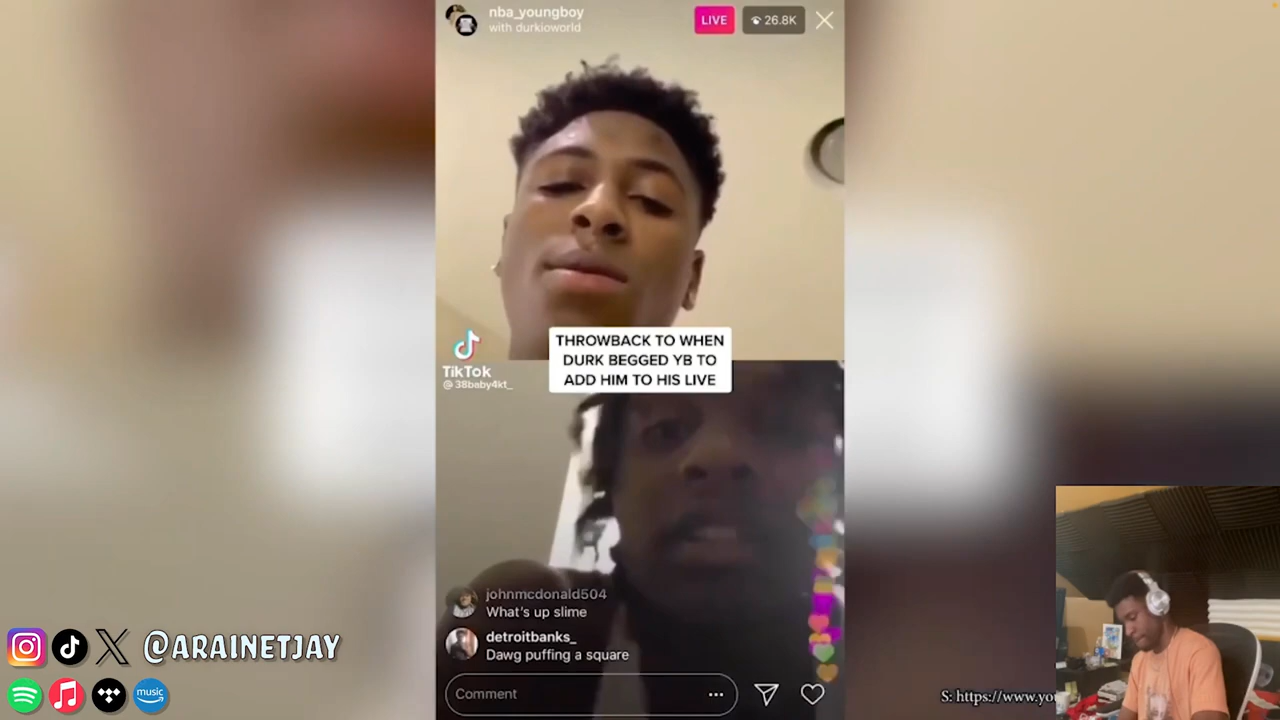 nba_youngboy
with durkioworld
LIVE
26.8K
THROWBACK TO WHEN
DURK BEGGED YB TO
ADD HIM TO HIS LIVE
TikTok
@38baby4kt_
johnmcdonald504
What's up slime
detroitbanks_
Dawg puffing a square
Comment
@ARAINETJAY
music
S: https://www.yo